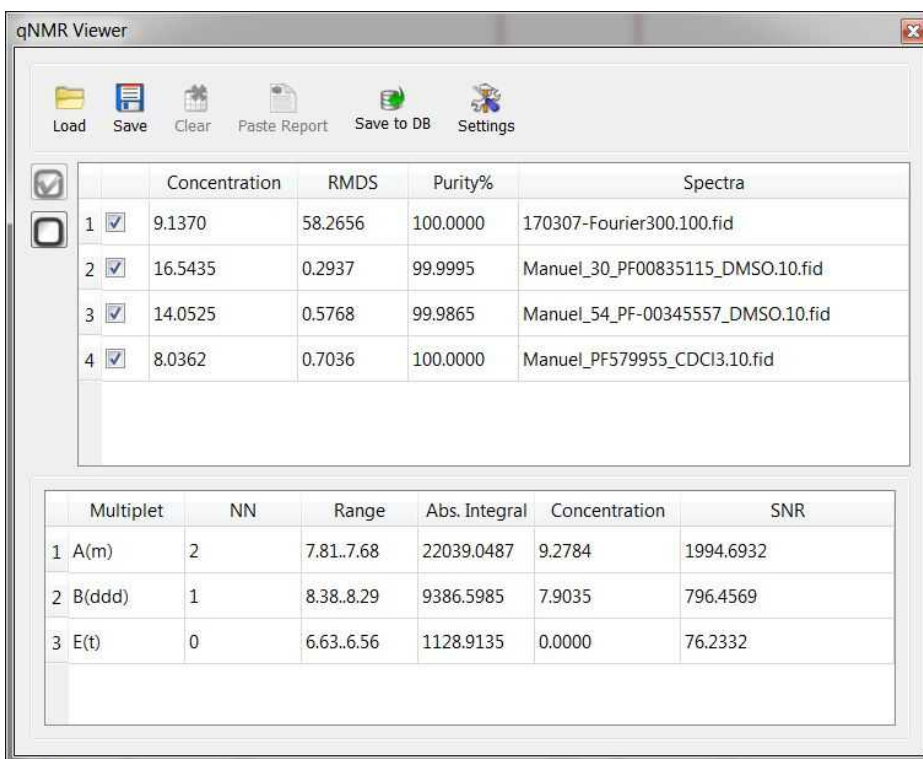 qNMR Viewer
Load Save Clear Paste Report Save to DB Settings
Concentration RMDS Purity% Spectra
1 9.1370 58.2656 100.0000 170307-Fourier300.100.fid
2 16.5435 0.2937 99.9995 Manuel_30_PF00835115_DMSO.10.fid
3 14.0525 0.5768 99.9865 Manuel_54_PF-00345557_DMSO.10.fid
4 8.0362 0.7036 100.0000 Manuel_PF579955_CDCl3.10.fid
Multiplet NN Range Abs. Integral Concentration SNR
1 A(m) 2 7.81..7.68 22039.0487 9.2784 1994.6932
2 B(ddd) 1 8.38..8.29 9386.5985 7.9035 796.4569
3 E(t) 0 6.63..6.56 1128.9135 0.0000 76.2332